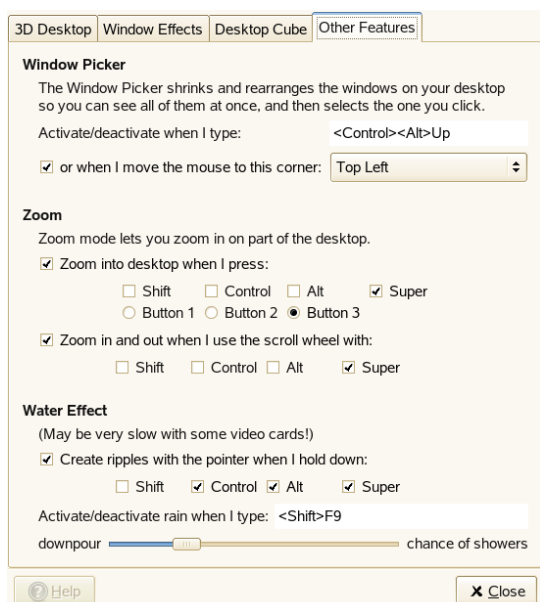 3D Desktop Window Effects Desktop Cube Other Features
Window Picker
The Window Picker shrinks and rearranges the windows on your desktop
so you can see all of them at once, and then selects the one you click.
Activate/deactivate when I type: <Control><Alt>Up
or when I move the mouse to this corner: Top Left
Zoom
Zoom mode lets you zoom in on part of the desktop.
Zoom into desktop when I press:
Shift Control Alt Super
Button 1 Button 2 Button 3
Zoom in and out when I use the scroll wheel with:
Shift Control Alt Super
Water Effect
(May be very slow with some video cards!)
Create ripples with the pointer when I hold down:
Shift Control Alt Super
Activate/deactivate rain when I type: <Shift>F9
downpour chance of showers
Help Close